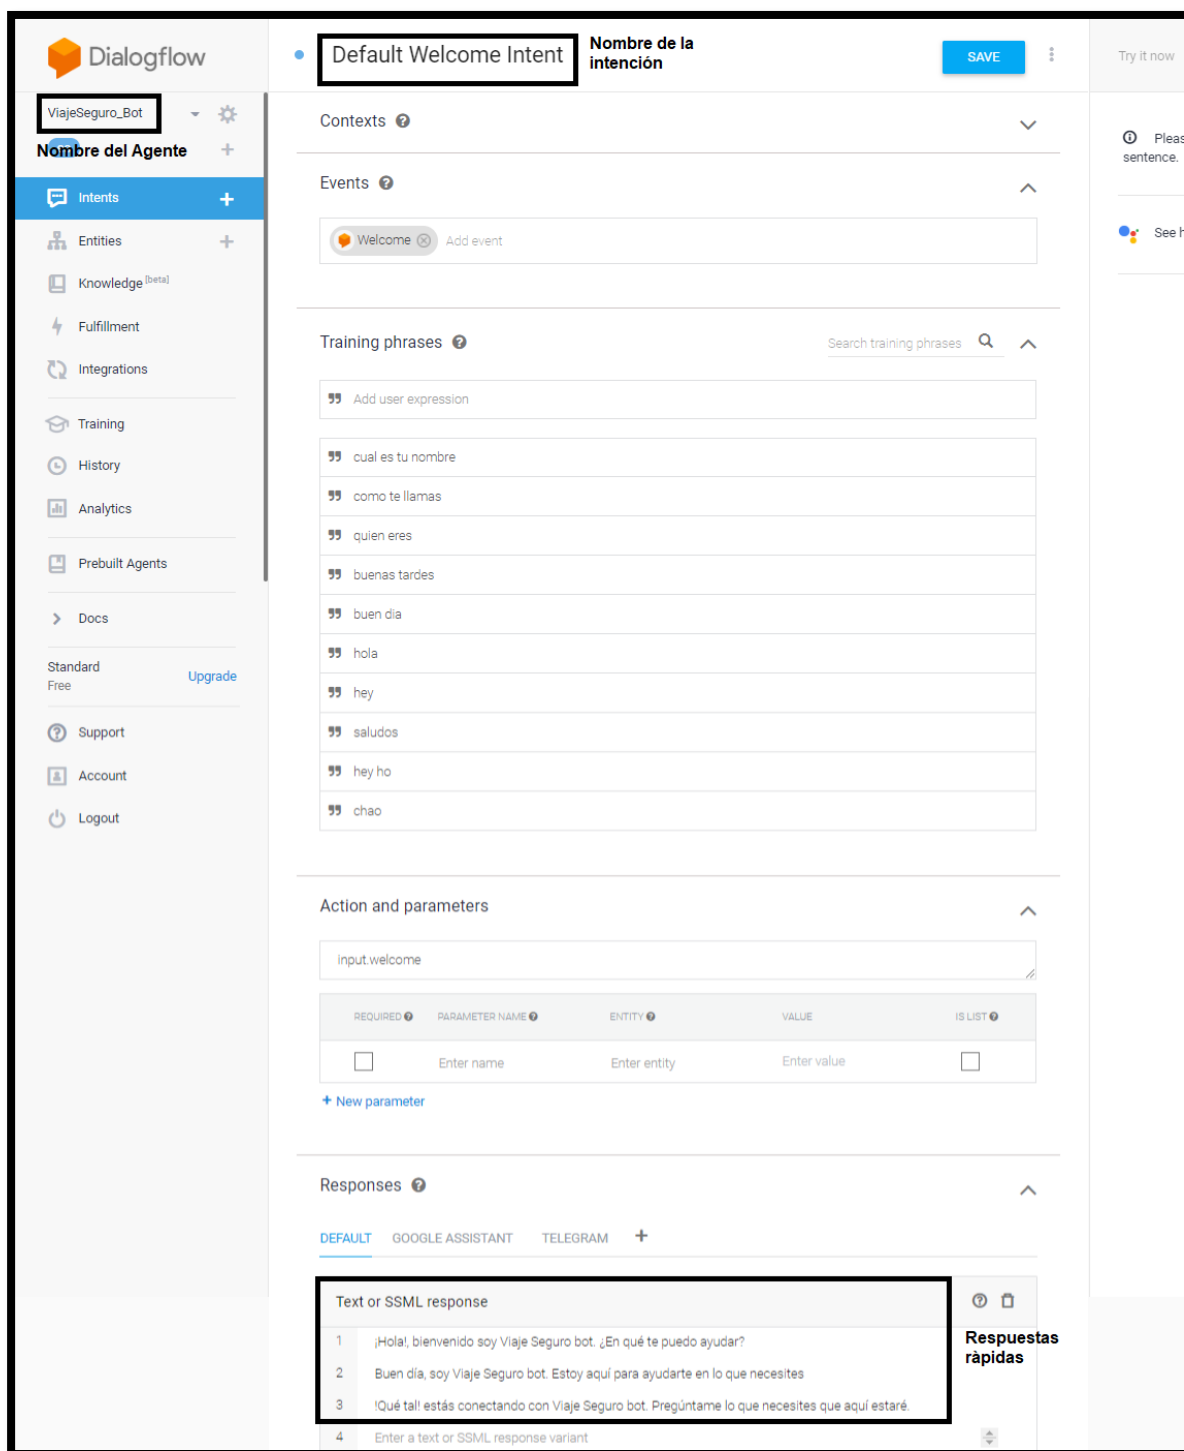 Dialogflow
Default Welcome Intent
Nombre de la
intención
SAVE
Try it now
ViajeSeguro_Bot
Nombre del Agente
Contexts
Events
Pleas
sentence.
Intents
Welcome
Add event
See h
Entities
Knowledge [beta]
Fulfillment
Training phrases
Search training phrases
Integrations
Add user expression
Training
cual es tu nombre
History
como te llamas
Analytics
quien eres
Prebuilt Agents
buenas tardes
Docs
buen dia
hola
Standard
Free
Upgrade
hey
Support
saludos
Account
hey ho
Logout
chao
Action and parameters
input.welcome
REQUIRED PARAMETER NAME ENTITY VALUE IS LIST
Enter name Enter entity Enter value
+ New parameter
Responses
DEFAULT GOOGLE ASSISTANT TELEGRAM +
Text or SSML response
1 ¡Hola!, bienvenido soy Viaje Seguro bot. ¿En qué te puedo ayudar?
Respuestas
ràpidas
2 Buen día, soy Viaje Seguro bot. Estoy aquí para ayudarte en lo que necesites
3 !Qué tal! estás conectando con Viaje Seguro bot. Pregúntame lo que necesites que aquí estaré.
4 Enter a text or SSML response variant